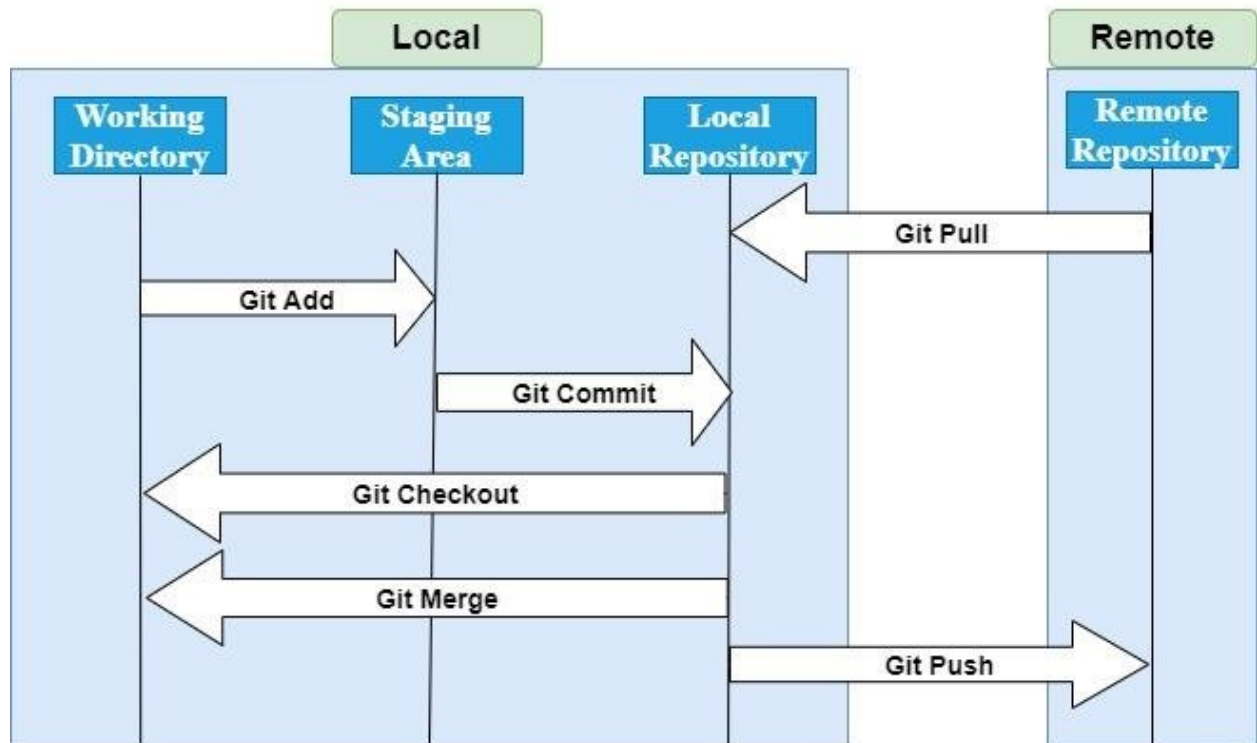 Local
Remote
Working
Directory
Staging
Area
Local
Repository
Remote
Repository
Git Pull
Git Add
Git Commit
Git Checkout
Git Merge
Git Push